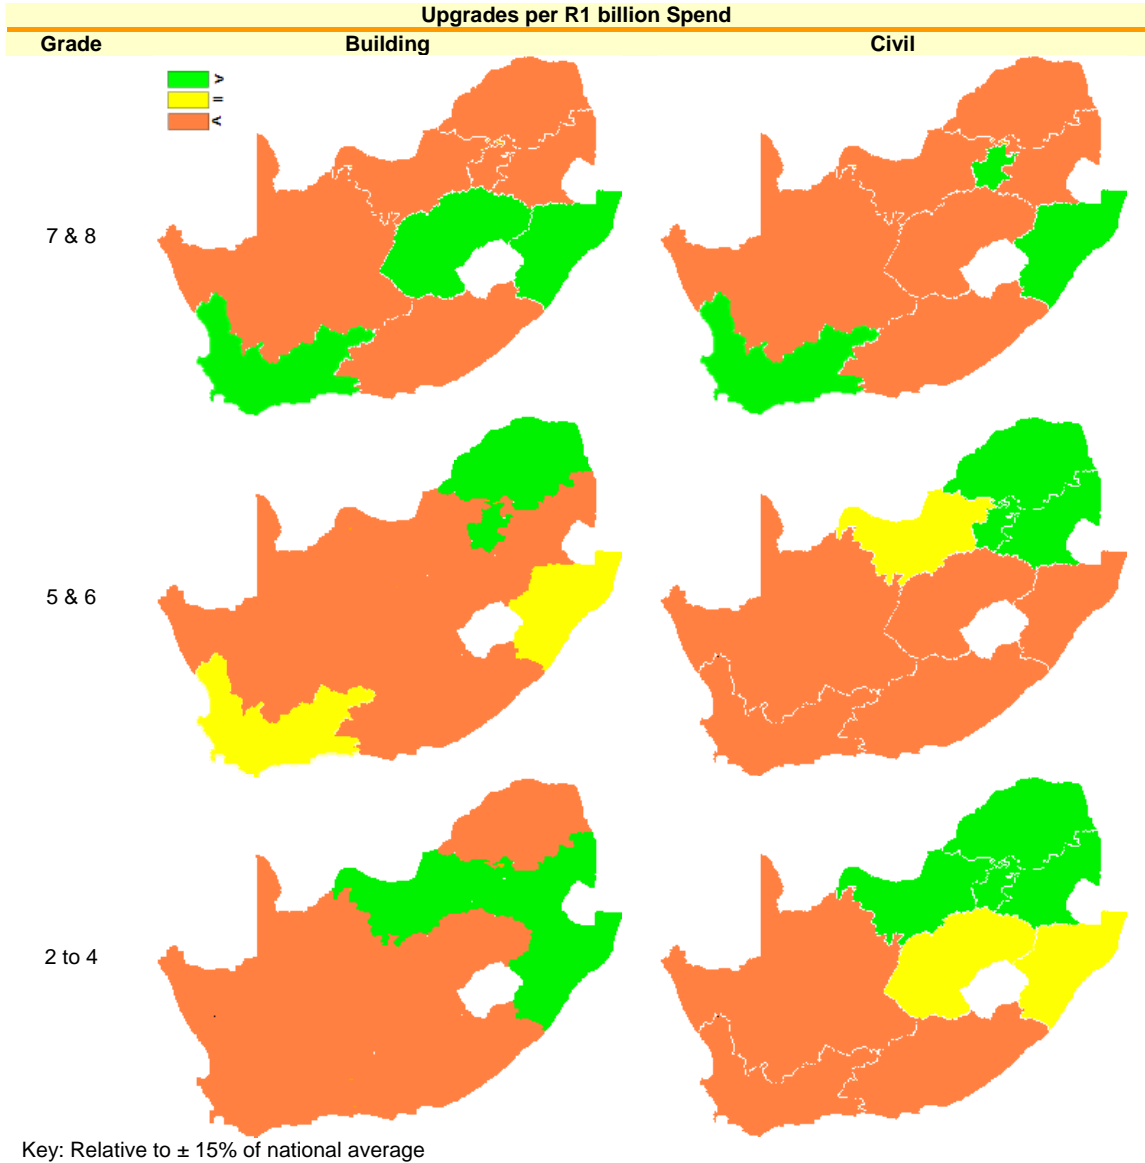 Upgrades per R1 billion Spend
Grade Building Civil
>
=
<
7 & 8
5 & 6
2 to 4
Key: Relative to ± 15% of national average